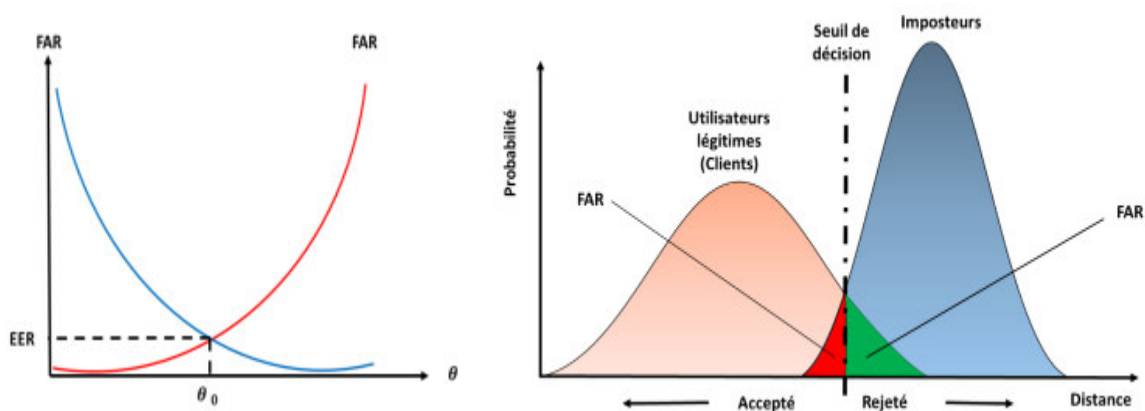 FAR
FAR
EER
θ 0
θ
Seuil de
décision
Imposteurs
Utilisateurs
légitimes
(Clients)
Probabilité
FAR
FAR
Accepté
Rejeté
Distance